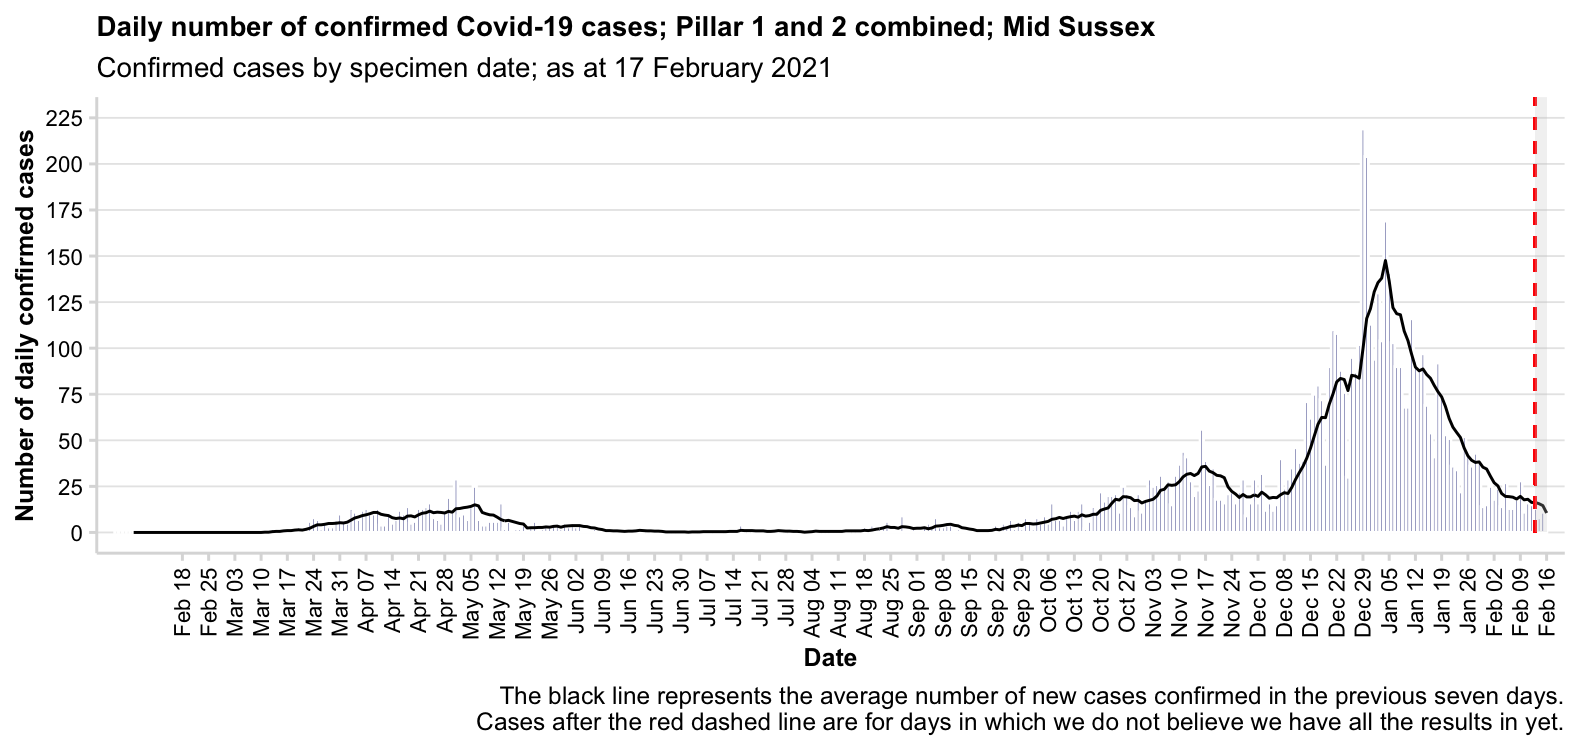 Daily number of confirmed Covid-19 cases; Pillar 1 and 2 combined; Mid Sussex
Confirmed cases by specimen date; as at 17 February 2021
Number of daily confirmed cases
225
200
175
150
125
100
75
50
25
0
Feb 18
Feb 25
Mar 03
Mar 10
Mar 17
Mar 24
Mar 31
Apr 07
Apr 14
Apr 21
Apr 28
May 05
May 12
May 19
May 26
Jun 02
Jun 09
Jun 16
Jun 23
Jun 30
Jul 07
Jul 14
Jul 21
Jul 28
Aug 04
Aug 11
Aug 18
Aug 25
Sep 01
Sep 08
Sep 15
Sep 22
Sep 29
Oct 06
Oct 13
Oct 20
Oct 27
Nov 03
Nov 10
Nov 17
Nov 24
Dec 01
Dec 08
Dec 15
Dec 22
Dec 29
Jan 05
Jan 12
Jan 19
Jan 26
Feb 02
Feb 09
Feb 16
Date
The black line represents the average number of new cases confirmed in the previous seven days.
Cases after the red dashed line are for days in which we do not believe we have all the results in yet.